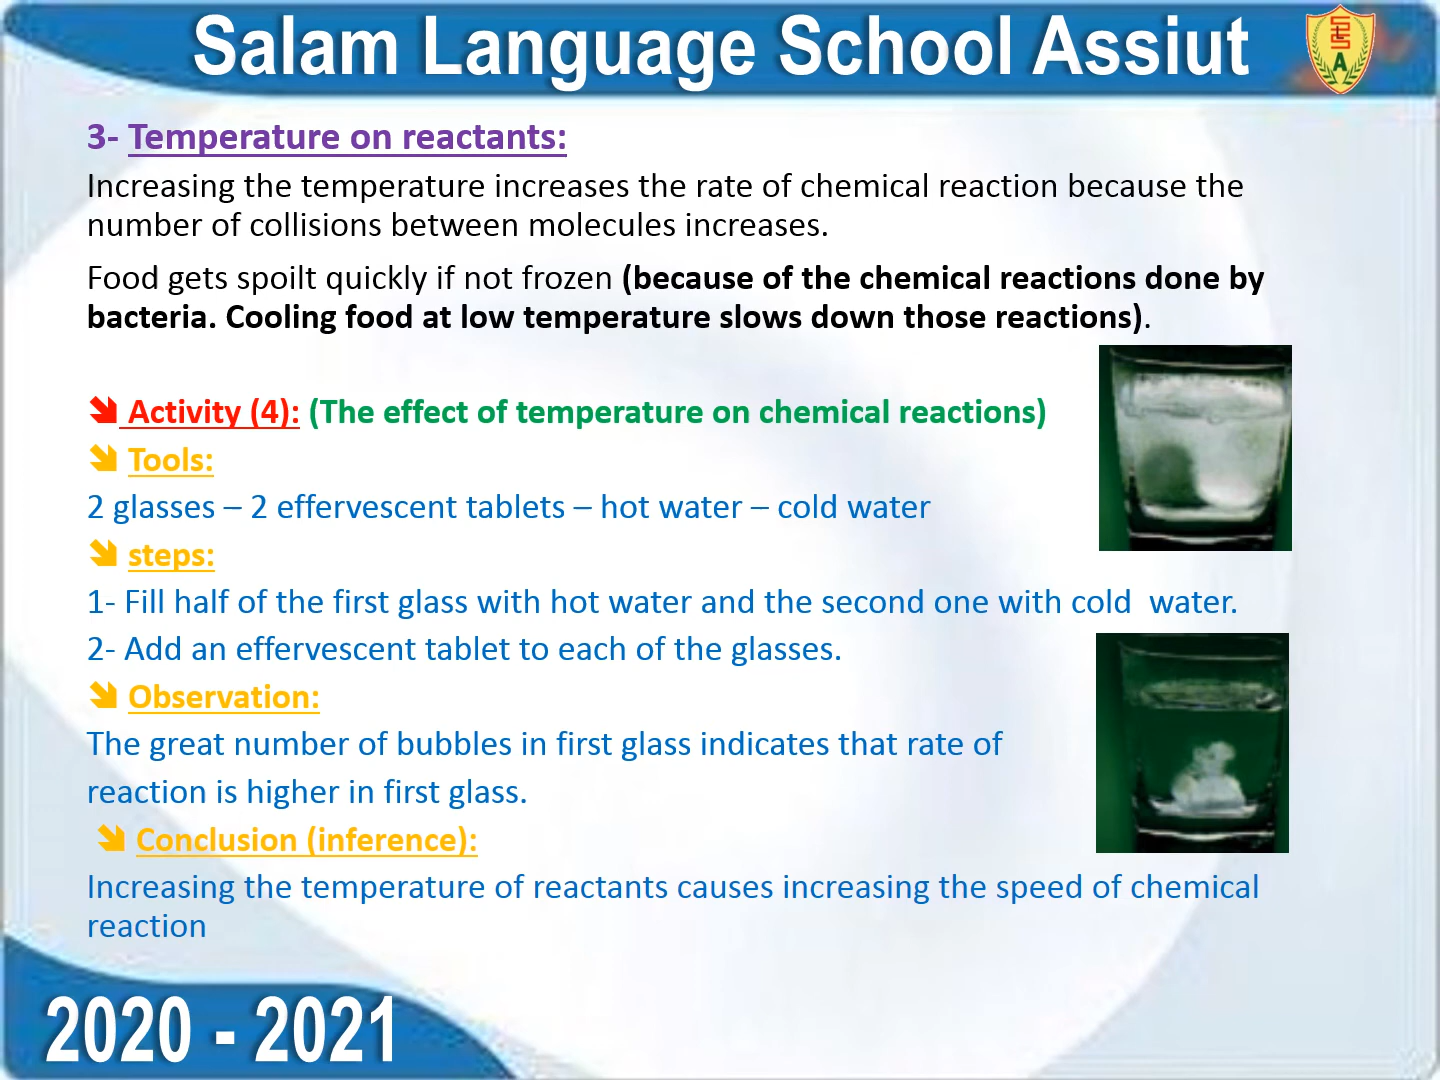 Salam Language School Assiut
3- Temperature on reactants:
Increasing the temperature increases the rate of chemical reaction because the
number of collisions between molecules increases.
Food gets spoilt quickly if not frozen (because of the chemical reactions done by
bacteria. Cooling food at low temperature slows down those reactions).
Activity (4): (The effect of temperature on chemical reactions)
Tools:
2 glasses – 2 effervescent tablets – hot water – cold water
steps:
1- Fill half of the first glass with hot water and the second one with cold  water.
2- Add an effervescent tablet to each of the glasses.
Observation:
The great number of bubbles in first glass indicates that rate of
reaction is higher in first glass.
Conclusion (inference):
Increasing the temperature of reactants causes increasing the speed of chemical
reaction
2020 - 2021